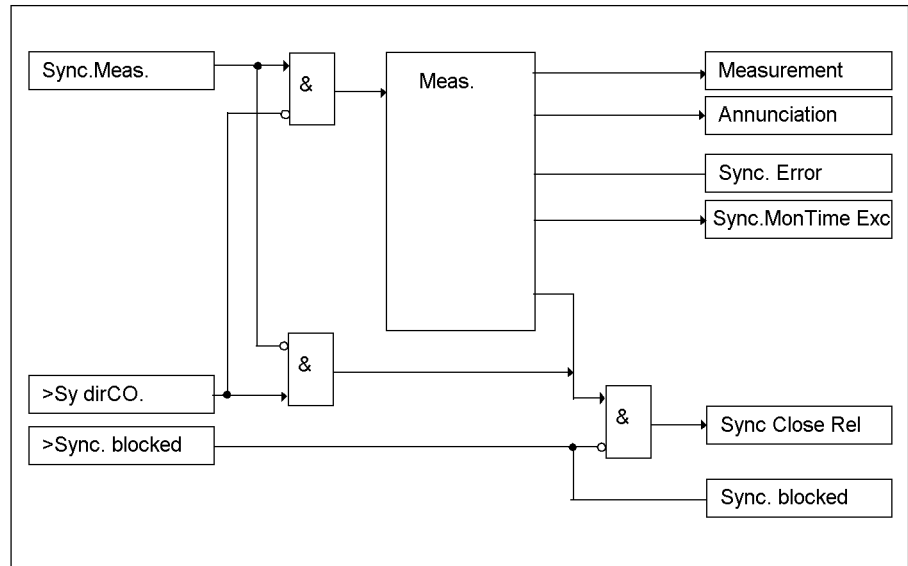 Sync.Meas.
&
Meas.
Measurement
Annunciation
Sync. Error
Sync.MonTime Exc
&
>Sy dirCO.
>Sync. blocked
&
Sync Close Rel
Sync. blocked